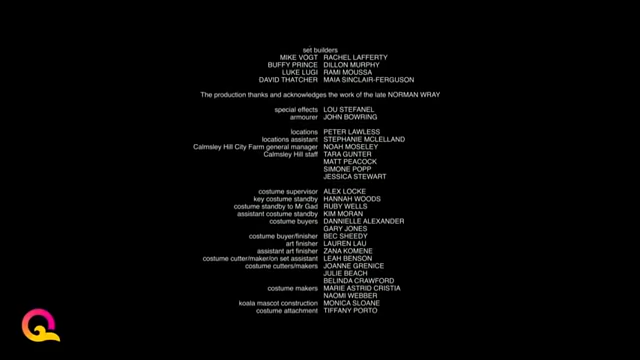 set builders
MIKE VOGT RACHEL LAFFERTY
BUFFY PRINCE DILLON MURPHY
LUKE LUGI RAMI MOUSSA
DAVID THATCHER MAIA SINCLAIR-FERGUSON
The production thanks and acknowledges the work of the late NORMAN WRAY
special effects LOU STEFANEL
armourer JOHN BOWRING
locations PETER LAWLESS
locations assistant STEPHANIE MCLELLAND
Calmsley Hill City Farm general manager NOAH MOSELEY
Calmsley Hill staff TARA GUNTER
MATT PEACOCK
SIMONE POPP
JESSICA STEWART
costume supervisor ALEX LOCKE
key costume standby HANNAH WOODS
costume standby to Mr Gad RUBY WELLS
assistant costume standby KIM MORAN
costume buyers DANNIELLE ALEXANDER
GARY JONES
costume buyer/finisher BEC SHEEDY
art finisher LAUREN LAU
assistant art finisher ZANA KOMENE
costume cutter/maker/on set assistant LEAH BENSON
costume cutters/makers JOANNE GRENICE
JULIE BEACH
BELINDA CRAWFORD
costume makers MARIE ASTRID CRISTIA
NAOMI WEBBER
koala mascot construction MONICA SLOANE
costume attachment TIFFANY PORTO